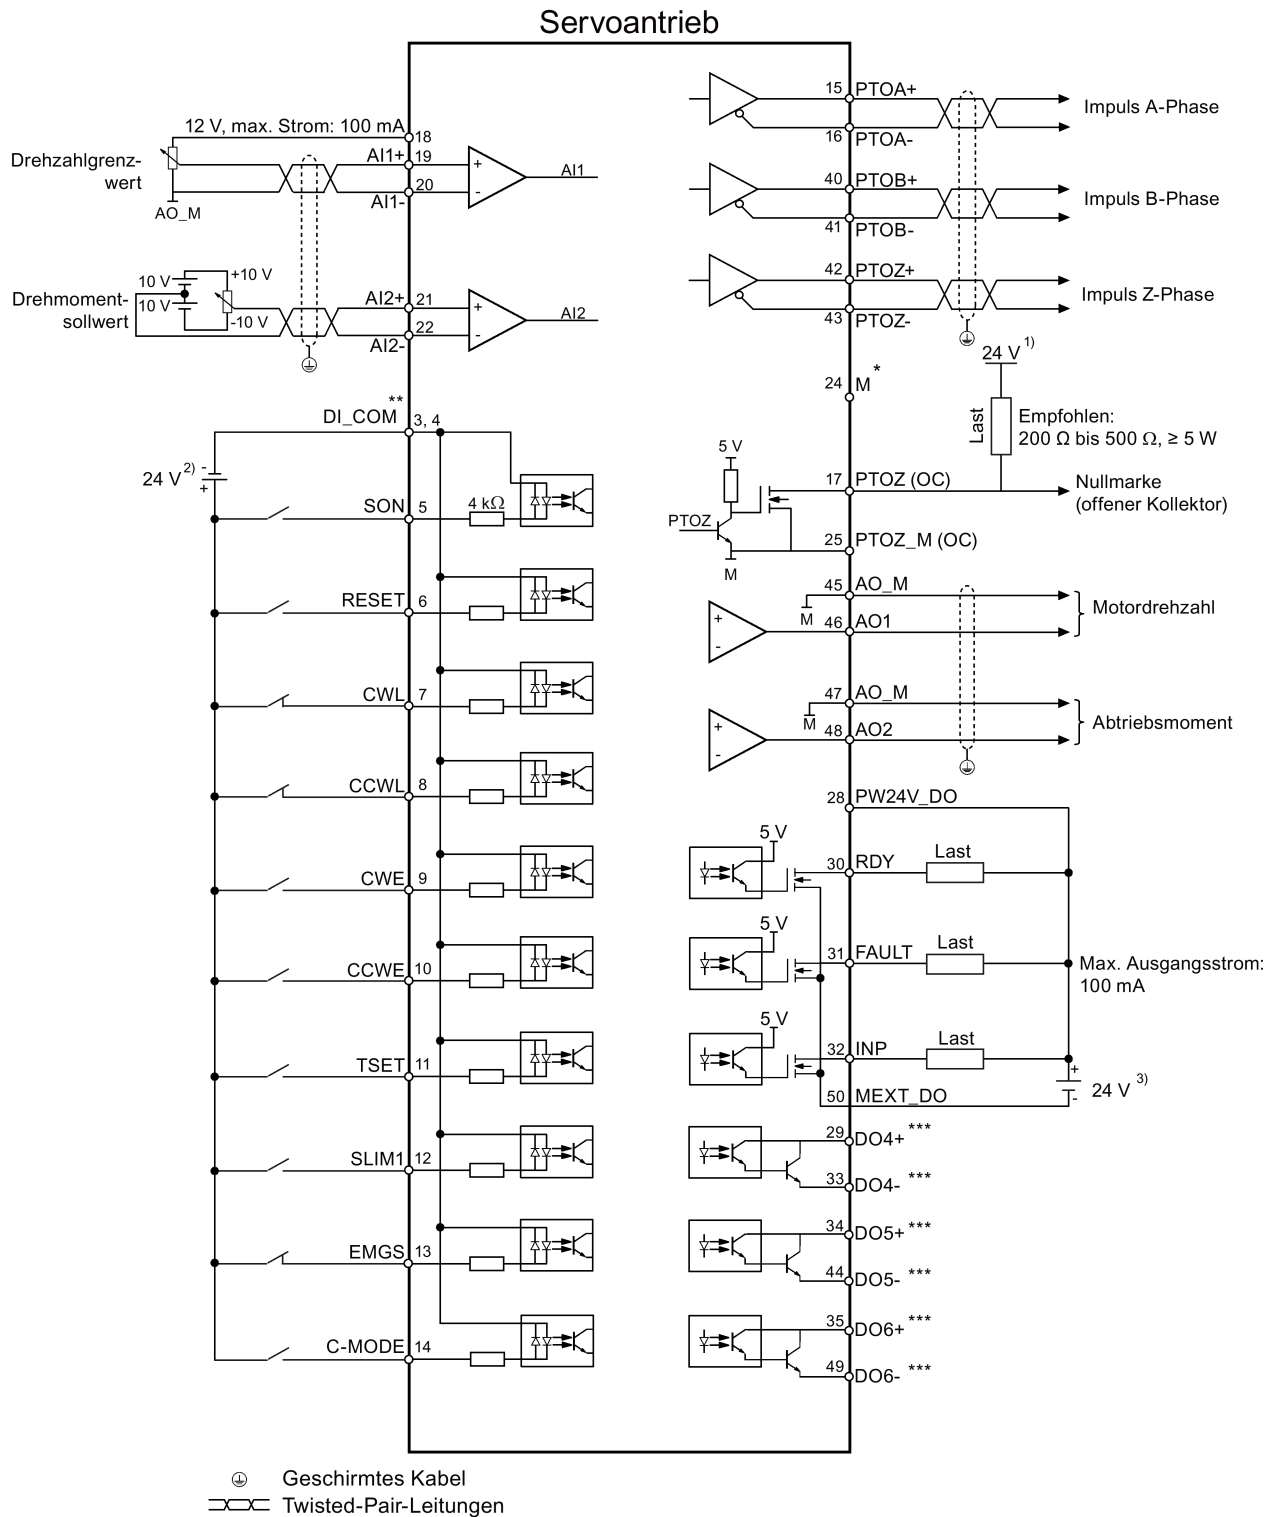 Servoantrieb
12 V, max. Strom: 100 mA
18
Drehzahlgrenz-
wert
AI1+
19
20
AI1-
AO_M
+
-
AI1
10 V
10 V
+10 V
-10 V
Drehmoment-
sollwert
AI2+
21
22
AI2-
+
-
AI2
**
DI_COM
3, 4
24 V 2)
-
+
SON
5
4 kΩ
RESET
6
CWL
7
CCWL
8
CWE
9
CCWE
10
TSET
11
SLIM1
12
EMGS
13
C-MODE
14
15
PTOA+
16
PTOA-
Impuls A-Phase
40
PTOB+
41
PTOB-
Impuls B-Phase
42
PTOZ+
43
PTOZ-
Impuls Z-Phase
24
M *
24 V 1)
Last
Empfohlen:
200 Ω bis 500 Ω, ≥ 5 W
5 V
PTOZ
M
17
PTOZ (OC)
25
PTOZ_M (OC)
Nullmarke
(offener Kollektor)
45
AO_M
M
+
-
46
AO1
Motordrehzahl
47
AO_M
M
+
-
48
AO2
Abtriebsmoment
28
PW24V_DO
5 V
30
RDY
Last
5 V
31
FAULT
Last
Max. Ausgangsstrom:
100 mA
5 V
32
INP
Last
+
-
24 V 3)
50
MEXT_DO
29
DO4+ ***
33
DO4- ***
34
DO5+ ***
44
DO5- ***
35
DO6+ ***
49
DO6- ***
Geschirmtes Kabel
Twisted-Pair-Leitungen